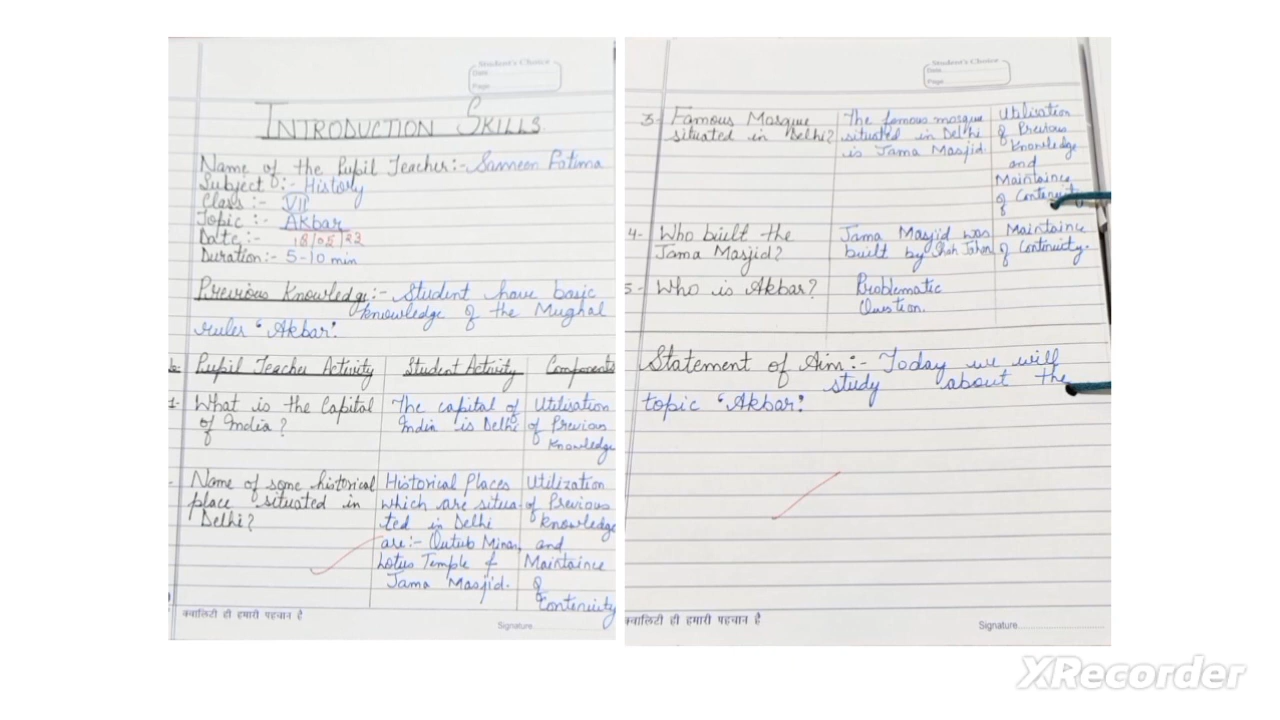 Student's Choice
Date
Page
INTRODUCTION SKILLS
Name of the Pupil Teacher:- Sameen Fatima
Subject:- History
Class:- VII
Topic:- Akbar
Date:- 18/05/23
Duration:- 5-10 min
Previous Knowledge:- Student have basic
knowledge of the Mughal
ruler 'Akbar'.
Pupil Teacher Activity Student Activity Components
1- What is the Capital The capital of Utilisation
of India? India is Delhi of Previous
Knowledge
Name of some historical Historical Places Utilization
place situated in which are situa- of Previous
Delhi? ted in Delhi knowledge
are:- Qutub Minar, and
Lotus Temple & Maintaince
Jama Masjid. of
Contenuity
क्वालिटी ही हमारी पहचान है
Signature
Student's Choice
Date
Page
3- Famous Mosque The famous mosque Utilisation
situated in Delhi? situated in Delhi of Previous
is Jama Masjid. Knowledge
and
Maintaince
of Contenuity
4- Who built the Jama Masjid was Maintaince
Jama Masjid? built by Shah Jahan of Contenuity.
5- Who is Akbar? Problematic
Question.
Statement of Aim:- Today we will
study about the
topic 'Akbar'.
क्वालिटी ही हमारी पहचान है
Signature
XRecorder